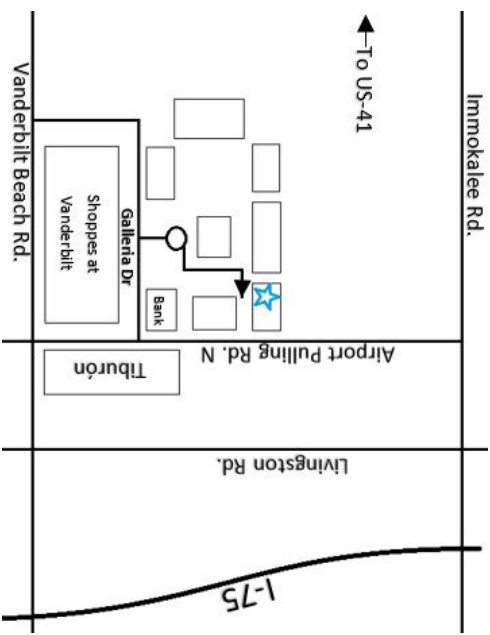 To US-41
Immokalee Rd.
Vanderbilt Beach Rd.
Shoppes at
Vanderbilt
Galleria Dr
Bank
Airport Pulling Rd. N
Tiburón
Livingston Rd.
I-75